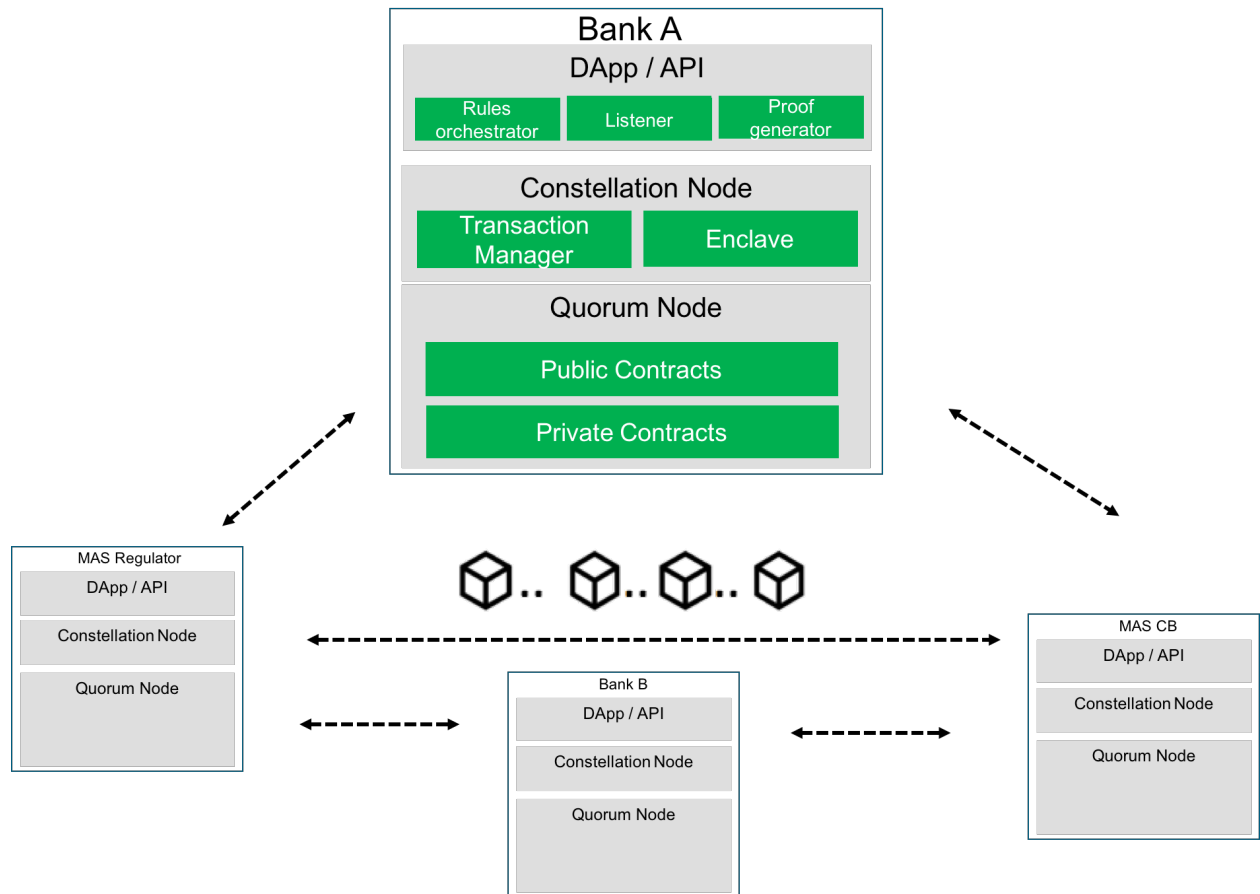 Bank A
DApp / API
Rules
orchestrator
Listener
Proof
generator
Constellation Node
Transaction
Manager
Enclave
Quorum Node
Public Contracts
Private Contracts
MAS Regulator
DApp / API
Constellation Node
Quorum Node
Bank B
DApp / API
Constellation Node
Quorum Node
MAS CB
DApp / API
Constellation Node
Quorum Node